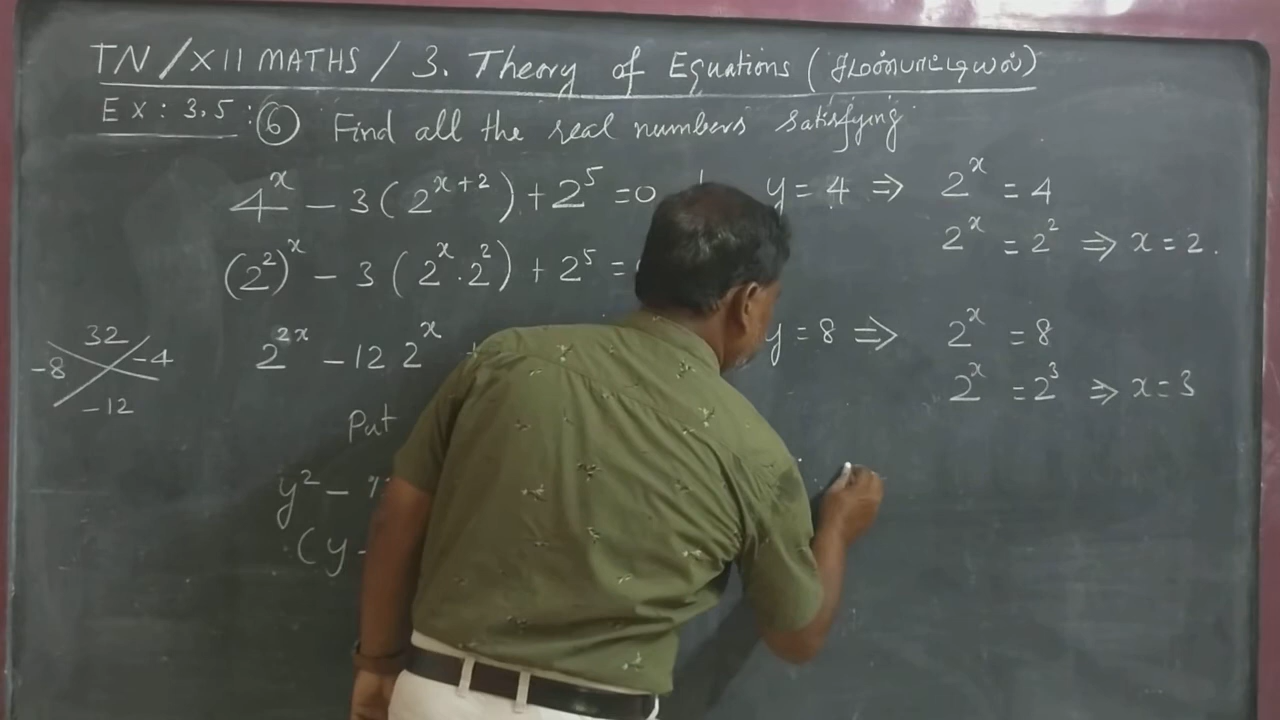 TN / XII MATHS / 3. Theory of Equations (சமன்பாட்டியல்)
Ex : 3.5 : ⑥ Find all the real numbers satisfying
4^x − 3(2^{x+2}) + 2^5 = 0
(2^2)^x − 3(2^x · 2^2) + 2^5 =
2^{2x} − 12 2^x
Put
y^2 −
(y
32
−8 −4
−12
y = 4 ⇒ 2^x = 4
2^x = 2^2 ⇒ x = 2.
y = 8 ⇒ 2^x = 8
2^x = 2^3 ⇒ x = 3